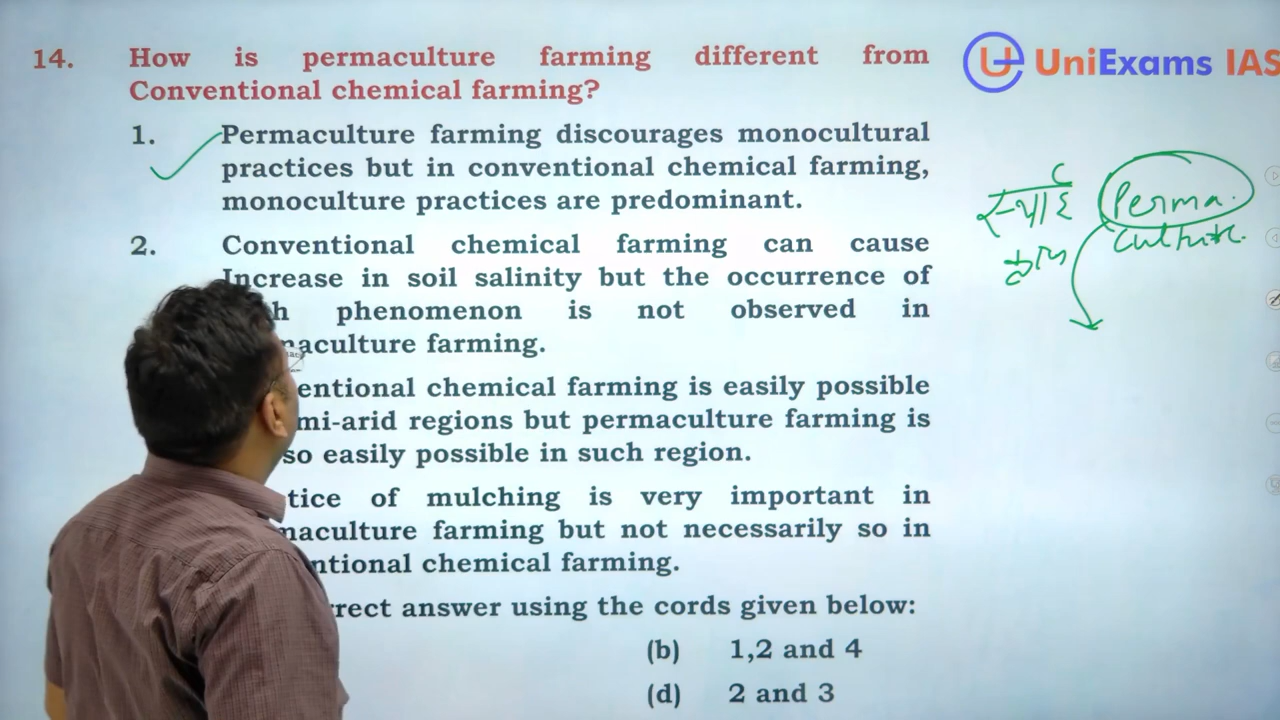 14. How is permaculture farming different from
Conventional chemical farming?
UniExams IAS
1. Permaculture farming discourages monocultural
practices but in conventional chemical farming,
monoculture practices are predominant.
2. Conventional chemical farming can cause
Increase in soil salinity but the occurrence of
h phenomenon is not observed in
naculture farming.
entional chemical farming is easily possible
mi-arid regions but permaculture farming is
so easily possible in such region.
tice of mulching is very important in
naculture farming but not necessarily so in
ntional chemical farming.
rrect answer using the cords given below:
(b) 1,2 and 4
(d) 2 and 3
Perma.
Culture.